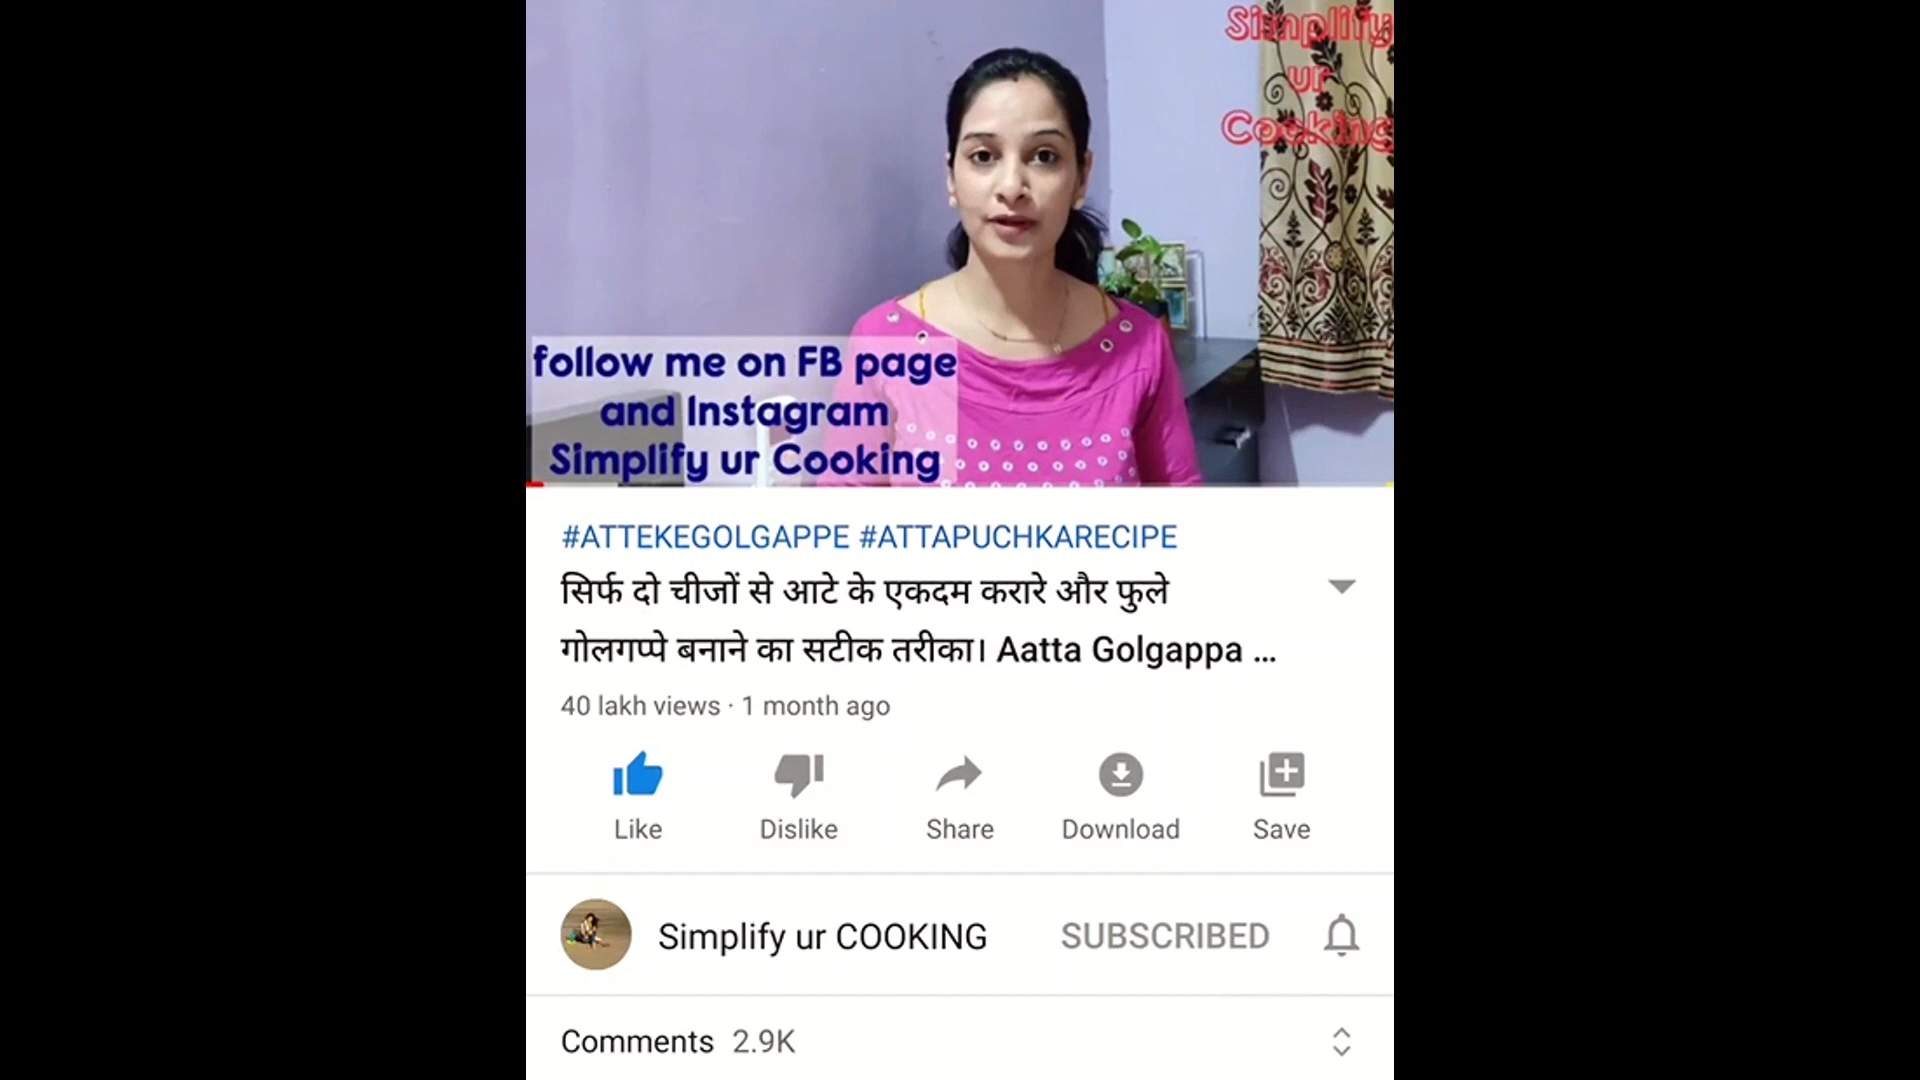 Simplify
ur
Cooking
follow me on FB page
and Instagram
Simplify ur Cooking
#ATTEKEGOLGAPPE #ATTAPUCHKARECIPE
सिर्फ दो चीजों से आटे के एकदम करारे और फुले
गोलगप्पे बनाने का सटीक तरीका। Aatta Golgappa ...
40 lakh views · 1 month ago
Like Dislike Share Download Save
Simplify ur COOKING SUBSCRIBED
Comments 2.9K